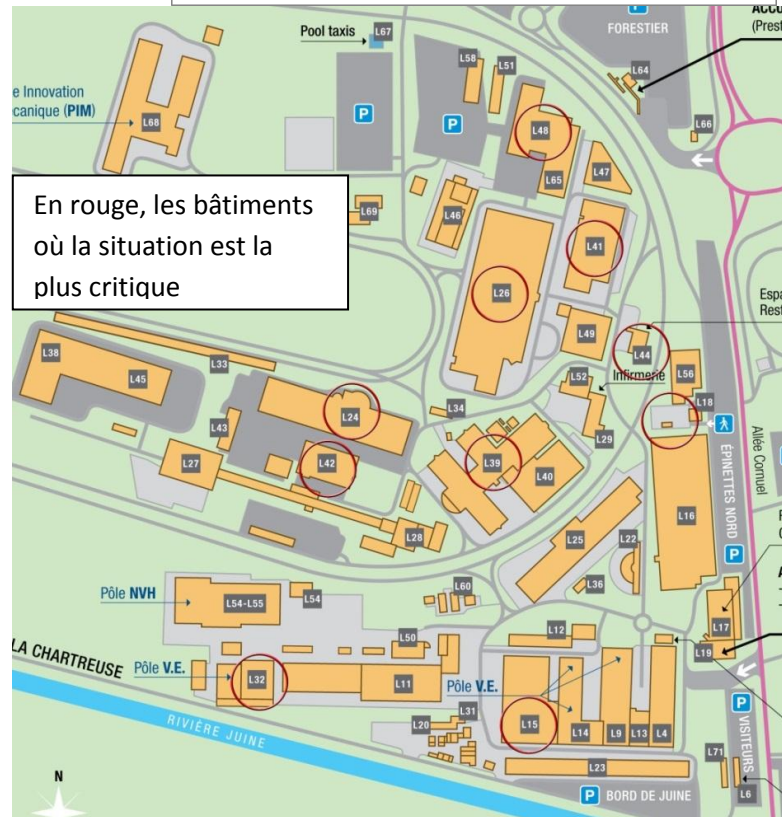 ACCU
(Prest
FORESTIER
Pool taxis
L67
P
P
L58
L51
L64
L66
e Innovation
canique (PIM)
L68
L48
L47
L65
En rouge, les bâtiments
où la situation est la
plus critique
L69
L46
L41
L26
Espa
Rest
L49
L44
L38
L33
L45
Infirmerie
L52
L56
L18
L24
L34
L43
L29
L27
L42
L39
L40
ÉPINETTES NORD
P
Allée Cornuel
L16
L28
L25
L22
L36
Pôle NVH
L54-L55
L54
L60
L17
L19
L12
L50
LA CHARTREUSE
Pôle V.E.
L32
L11
Pôle V.E.
L15
L14
L9
L13
L4
P
VISITEURS
RIVIÈRE JUINE
L31
L20
L23
L71
L6
N
P
BORD DE JUINE